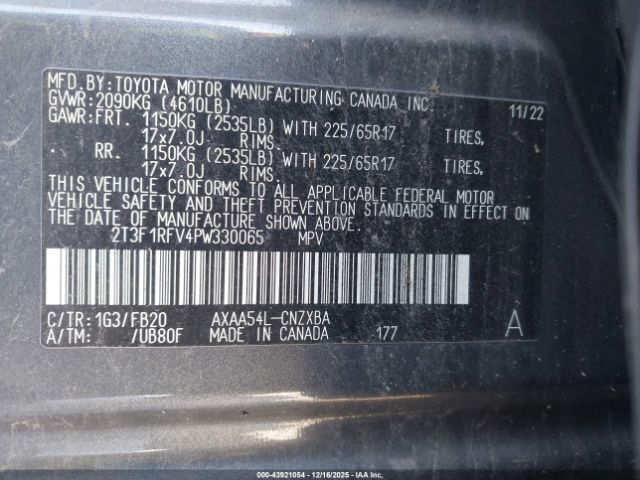 MFD. BY: TOYOTA MOTOR MANUFACTURING CANADA INC.
GVWR: 2090KG (4610LB) 11/22
GAWR: FRT. 1150KG (2535LB) WITH 225/65R17 TIRES,
17x7.0J RIMS.
RR. 1150KG (2535LB) WITH 225/65R17 TIRES,
17x7.0J RIMS.
THIS VEHICLE CONFORMS TO ALL APPLICABLE FEDERAL MOTOR
VEHICLE SAFETY AND THEFT PREVENTION STANDARDS IN EFFECT ON
THE DATE OF MANUFACTURE SHOWN ABOVE.
2T3F1RFV4PW330065 MPV
C/TR: 1G3/FB20 AXAA54L-CNZXBA
A/TM: /UB80F MADE IN CANADA 177 A
000-43921054 - 12/16/2025 - IAA, Inc.